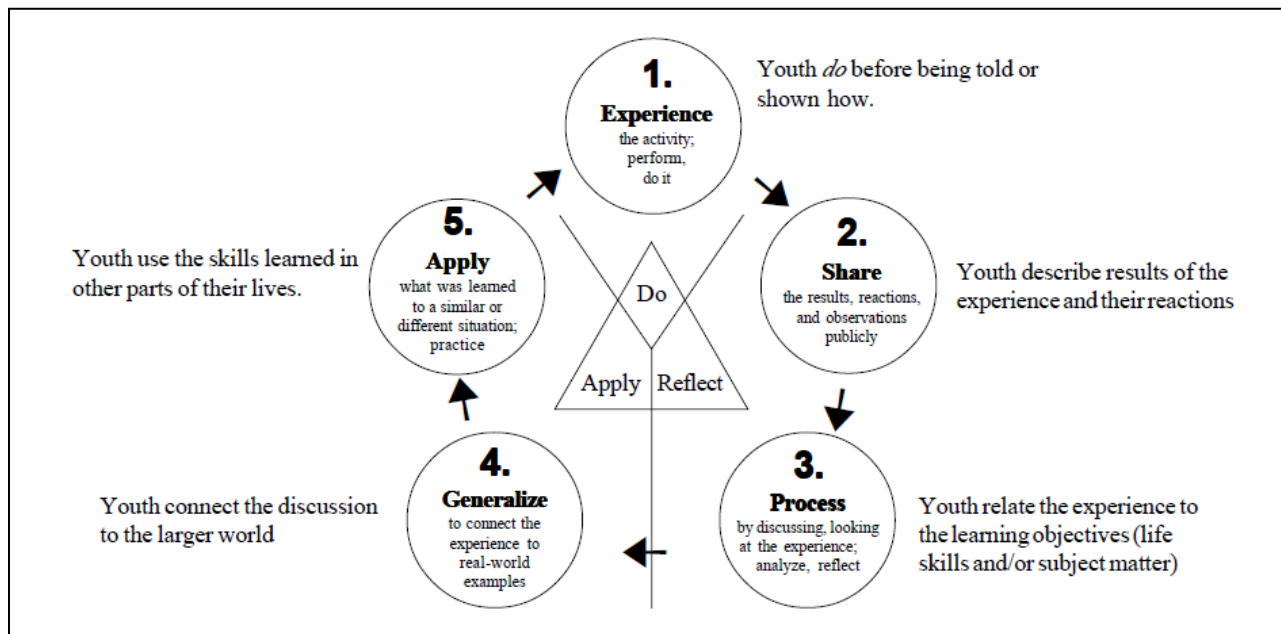 1.
Experience
the activity;
perform,
do it
Youth do before being told or
shown how.
2.
Share
the results, reactions,
and observations
publicly
Youth describe results of the
experience and their reactions
3.
Process
by discussing, looking
at the experience;
analyze, reflect
Youth relate the experience to
the learning objectives (life
skills and/or subject matter)
4.
Generalize
to connect the
experience to
real-world
examples
Youth connect the discussion
to the larger world
5.
Apply
what was learned
to a similar or
different situation;
practice
Youth use the skills learned in
other parts of their lives.
Do
Apply
Reflect